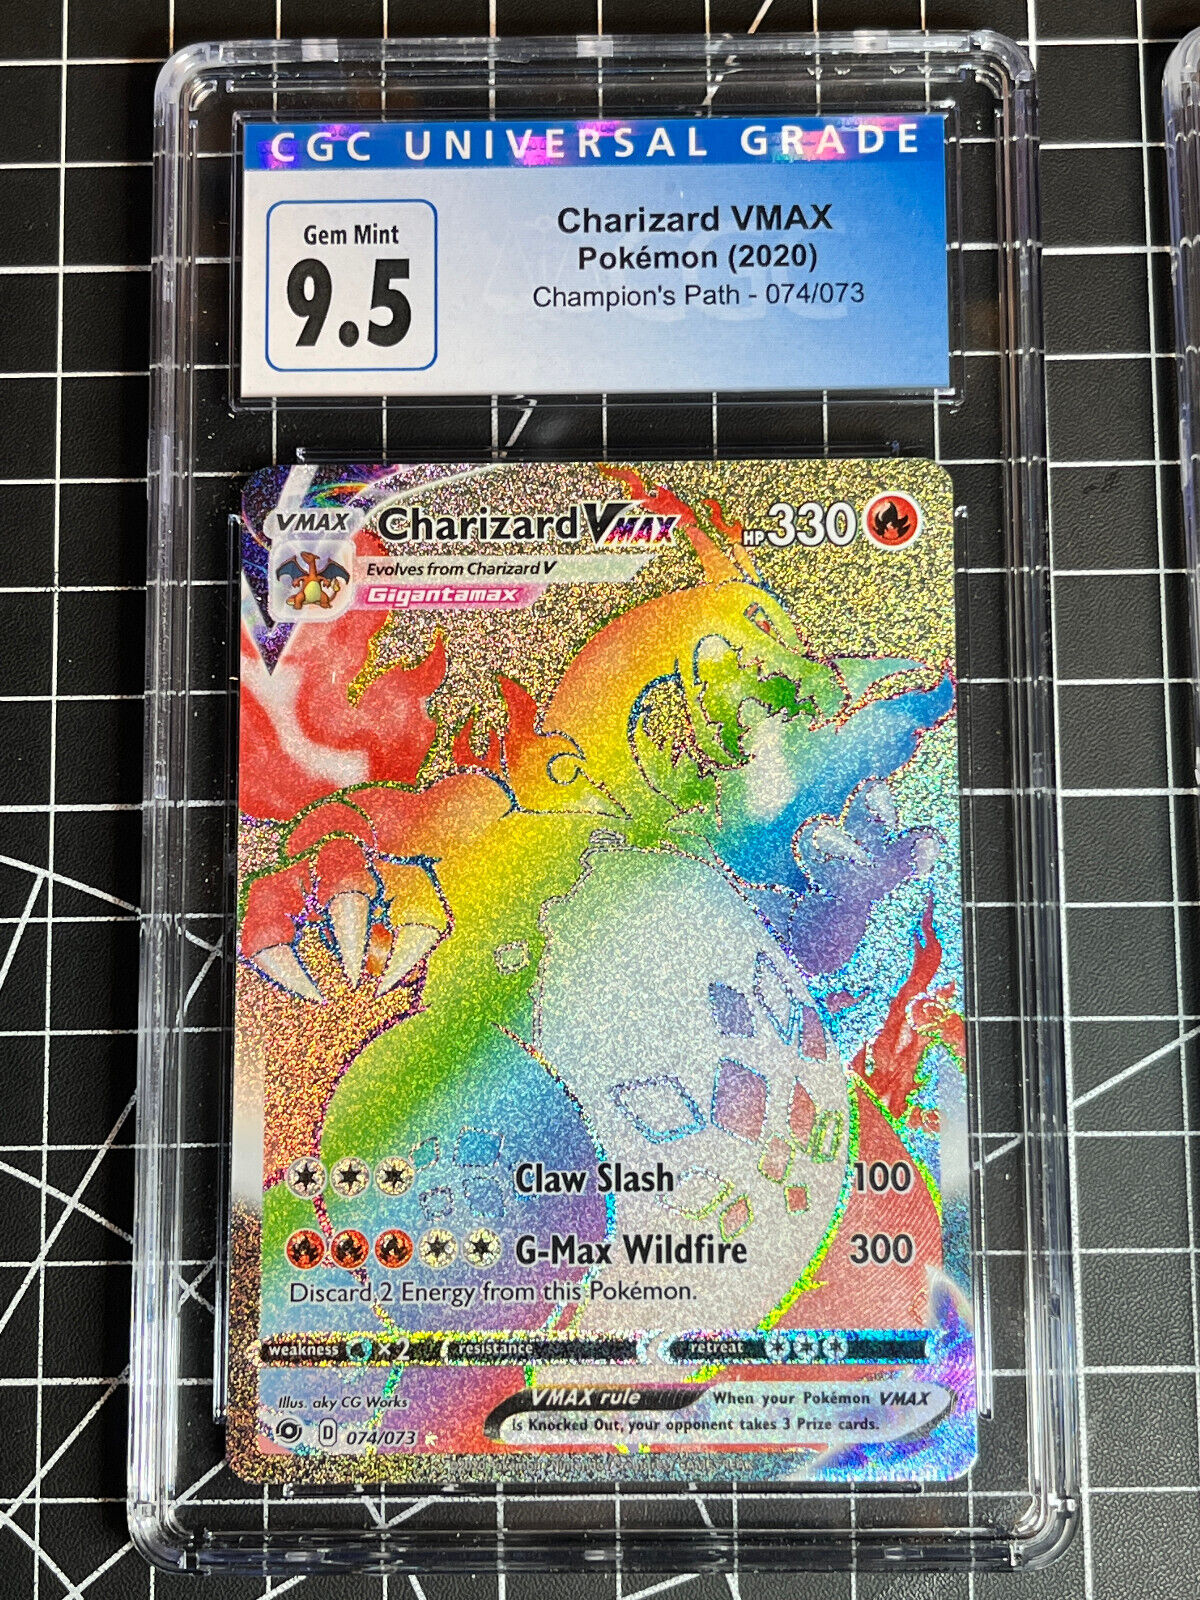 CGC UNIVERSAL GRADE
Gem Mint
9.5
Charizard VMAX
Pokémon (2020)
Champion's Path - 074/073
VMAX
Charizard VMAX
HP 330
Evolves from Charizard V
Gigantamax
Claw Slash 100
G-Max Wildfire 300
Discard 2 Energy from this Pokémon.
weakness ×2 resistance retreat
Illus. aky CG Works
VMAX rule When your Pokémon VMAX
is Knocked Out, your opponent takes 3 Prize cards.
D 074/073